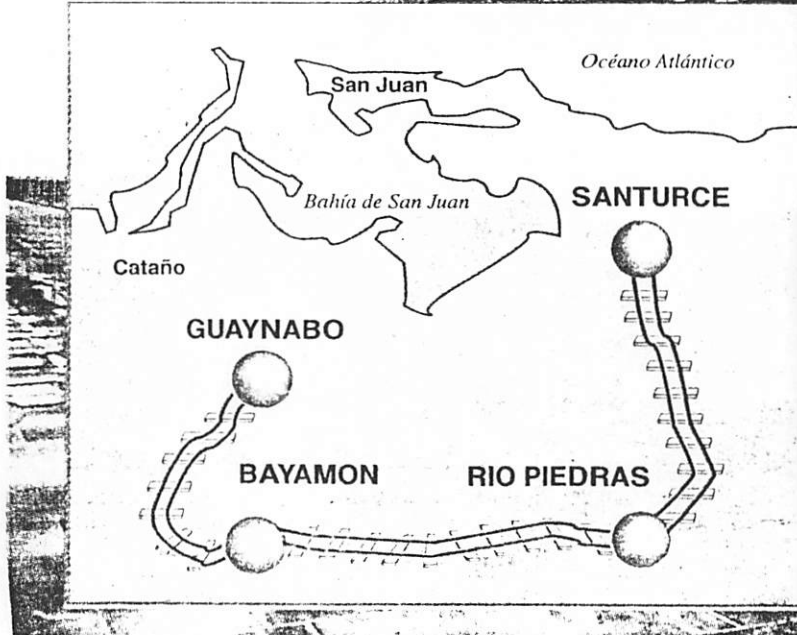 Océano Atlántico
San Juan
Bahía de San Juan
SANTURCE
Cataño
GUAYNABO
BAYAMON
RIO PIEDRAS